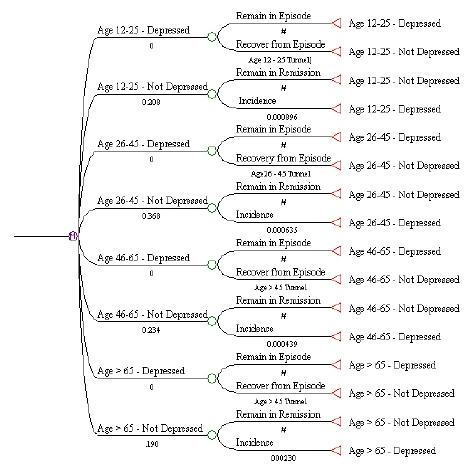 Remain in Episode
Age 12-25 - Depressed
#
Age 12-25 - Depressed
0
Recover from Episode
Age 12-25 - Not Depressed
Age 12 - 25 Tunnel]
Remain in Remission
Age 12-25 - Not Depressed
Age 12-25 - Not Depressed
#
0.208
Incidence
Age 12-25 - Depressed
0.000896
Remain in Episode
Age 26-45 - Depressed
Age 26-45 - Depressed
#
0
Recovery from Episode
Age 26-45 - Not Depressed
Age26 - 45 Tunnel
Remain in Remission
Age 26-45 - Not Depressed
Age 26-45 - Not Depressed
#
0.368
Incidence
Age 26-45 - Depressed
0.000635
M
Remain in Episode
Age 46-65 - Depressed
Age 46-65 - Depressed
#
0
Recover from Episode
Age 46-65 - Not Depressed
Age > 45 Tunnel
Remain in Remission
Age 46-65 - Not Depressed
Age 46-65 - Not Depressed
#
0.234
Incidence
Age 46-65 - Depressed
0.000439
Remain in Episode
Age > 65 - Depressed
Age > 65 - Depressed
#
0
Recover from Episode
Age > 65 - Not Depressed
Age > 45 Tunnel
Remain in Remission
Age > 65 - Not Depressed
Age > 65 - Not Depressed
#
.190
Incidence
Age > 65 - Depressed
000230